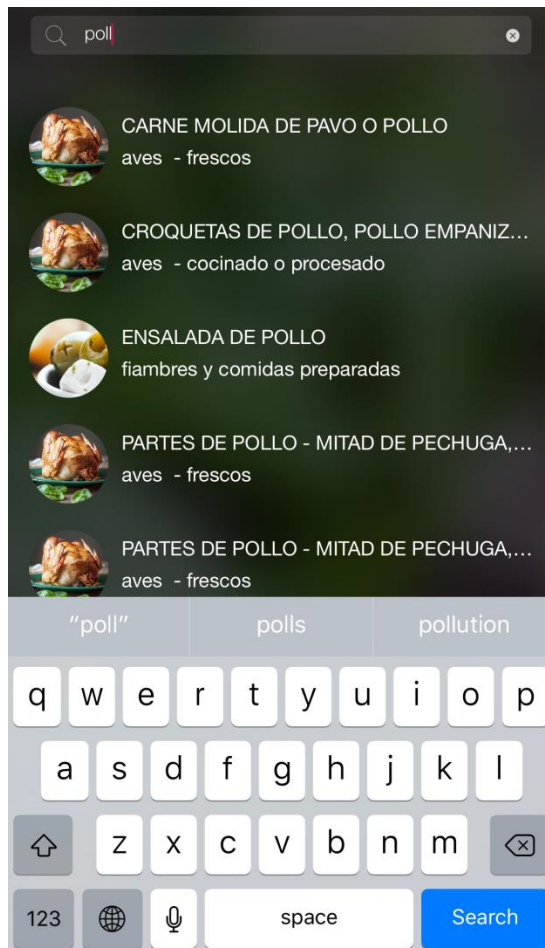 poll
CARNE MOLIDA DE PAVO O POLLO
aves - frescos
CROQUETAS DE POLLO, POLLO EMPANIZ...
aves - cocinado o procesado
ENSALADA DE POLLO
fiambres y comidas preparadas
PARTES DE POLLO - MITAD DE PECHUGA,...
aves - frescos
PARTES DE POLLO - MITAD DE PECHUGA,...
aves - frescos
"poll" polls pollution
q w e r t y u i o p
a s d f g h j k l
z x c v b n m
123 space Search